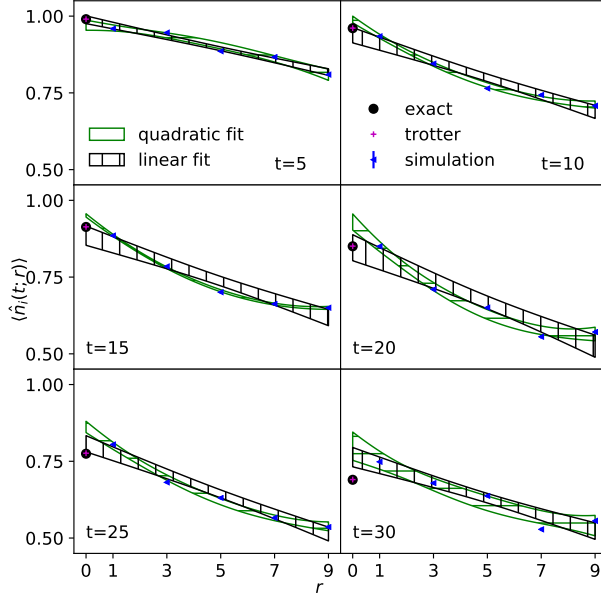 1.00
0.75
0.50
quadratic fit
linear fit
t=5
exact
trotter
simulation
t=10
⟨n̂ᵢ(t; r)⟩
1.00
0.75
0.50
t=15
t=20
1.00
0.75
0.50
t=25
t=30
0 1 3 5 7 9 0 1 3 5 7 9
r